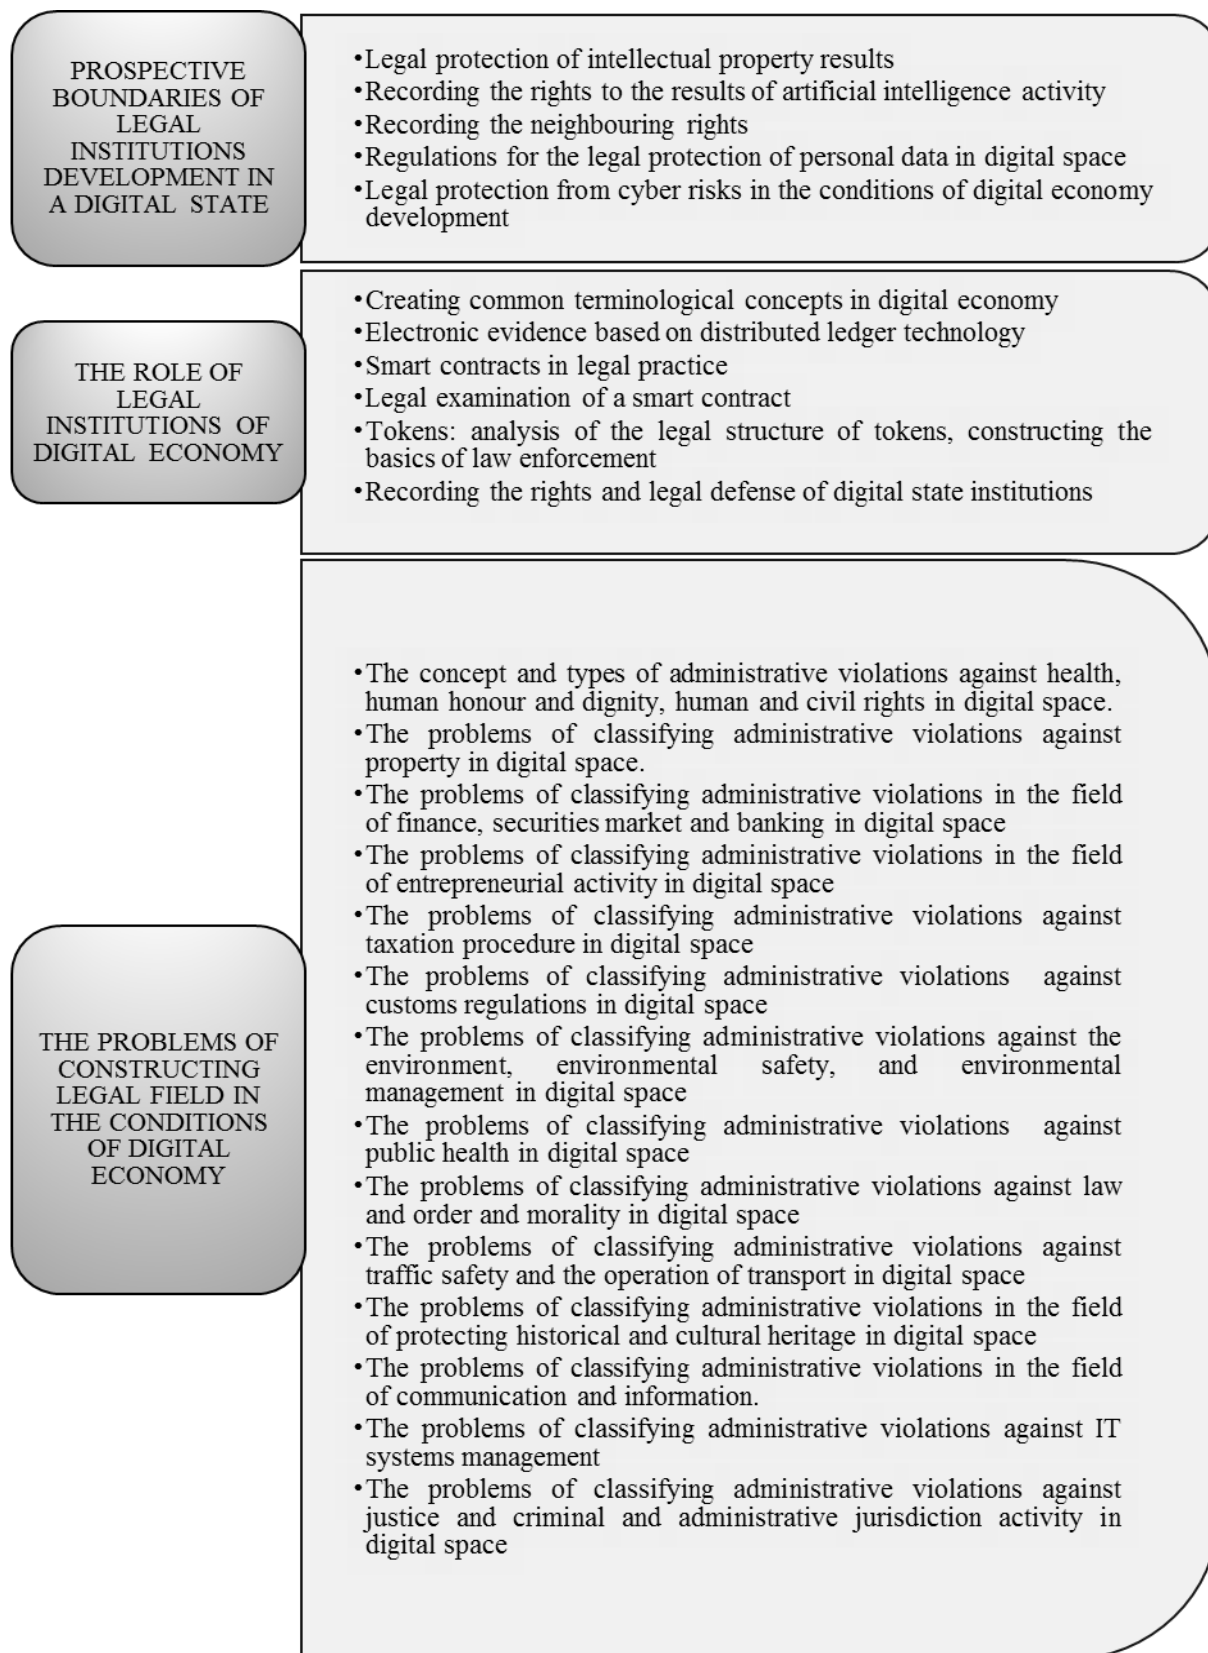 PROSPECTIVE
BOUNDARIES OF
LEGAL
INSTITUTIONS
DEVELOPMENT IN
A DIGITAL STATE
•Legal protection of intellectual property results
•Recording the rights to the results of artificial intelligence activity
•Recording the neighbouring rights
•Regulations for the legal protection of personal data in digital space
•Legal protection from cyber risks in the conditions of digital economy
development
THE ROLE OF
LEGAL
INSTITUTIONS OF
DIGITAL ECONOMY
•Creating common terminological concepts in digital economy
•Electronic evidence based on distributed ledger technology
•Smart contracts in legal practice
•Legal examination of a smart contract
•Tokens: analysis of the legal structure of tokens, constructing the
basics of law enforcement
•Recording the rights and legal defense of digital state institutions
THE PROBLEMS OF
CONSTRUCTING
LEGAL FIELD IN
THE CONDITIONS
OF DIGITAL
ECONOMY
•The concept and types of administrative violations against health,
human honour and dignity, human and civil rights in digital space.
•The problems of classifying administrative violations against
property in digital space.
•The problems of classifying administrative violations in the field
of finance, securities market and banking in digital space
•The problems of classifying administrative violations in the field
of entrepreneurial activity in digital space
•The problems of classifying administrative violations against
taxation procedure in digital space
•The problems of classifying administrative violations against
customs regulations in digital space
•The problems of classifying administrative violations against the
environment, environmental safety, and environmental
management in digital space
•The problems of classifying administrative violations against
public health in digital space
•The problems of classifying administrative violations against law
and order and morality in digital space
•The problems of classifying administrative violations against
traffic safety and the operation of transport in digital space
•The problems of classifying administrative violations in the field
of protecting historical and cultural heritage in digital space
•The problems of classifying administrative violations in the field
of communication and information.
•The problems of classifying administrative violations against IT
systems management
•The problems of classifying administrative violations against
justice and criminal and administrative jurisdiction activity in
digital space